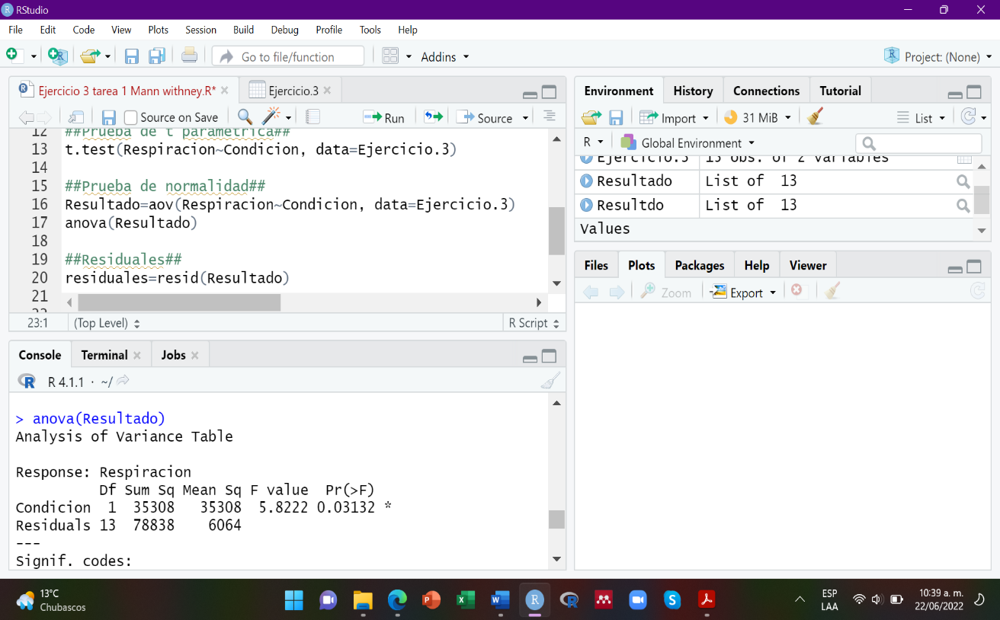 RStudio
File Edit Code View Plots Session Build Debug Profile Tools Help
Go to file/function Addins Project: (None)
Ejercicio 3 tarea 1 Mann withney.R* Ejercicio.3
Source on Save Run Source
12 ##Prueba de t parametrica##
13 t.test(Respiracion~Condicion, data=Ejercicio.3)
14
15 ##Prueba de normalidad##
16 Resultado=aov(Respiracion~Condicion, data=Ejercicio.3)
17 anova(Resultado)
18
19 ##Residuales##
20 residuales=resid(Resultado)
21
22
23:1 (Top Level) R Script
Console Terminal Jobs
R 4.1.1 · ~/
> anova(Resultado)
Analysis of Variance Table
Response: Respiracion
Df Sum Sq Mean Sq F value Pr(>F)
Condicion 1 35308 35308 5.8222 0.03132 *
Residuals 13 78838 6064
---
Signif. codes:
Environment History Connections Tutorial
Import 31 MiB List
R Global Environment
Ejercicio.3 15 obs. of 2 variables
Resultado List of 13
Resultdo List of 13
Values
Files Plots Packages Help Viewer
Zoom Export
13°C
Chubascos
ESP
LAA
10:39 a. m.
22/06/2022